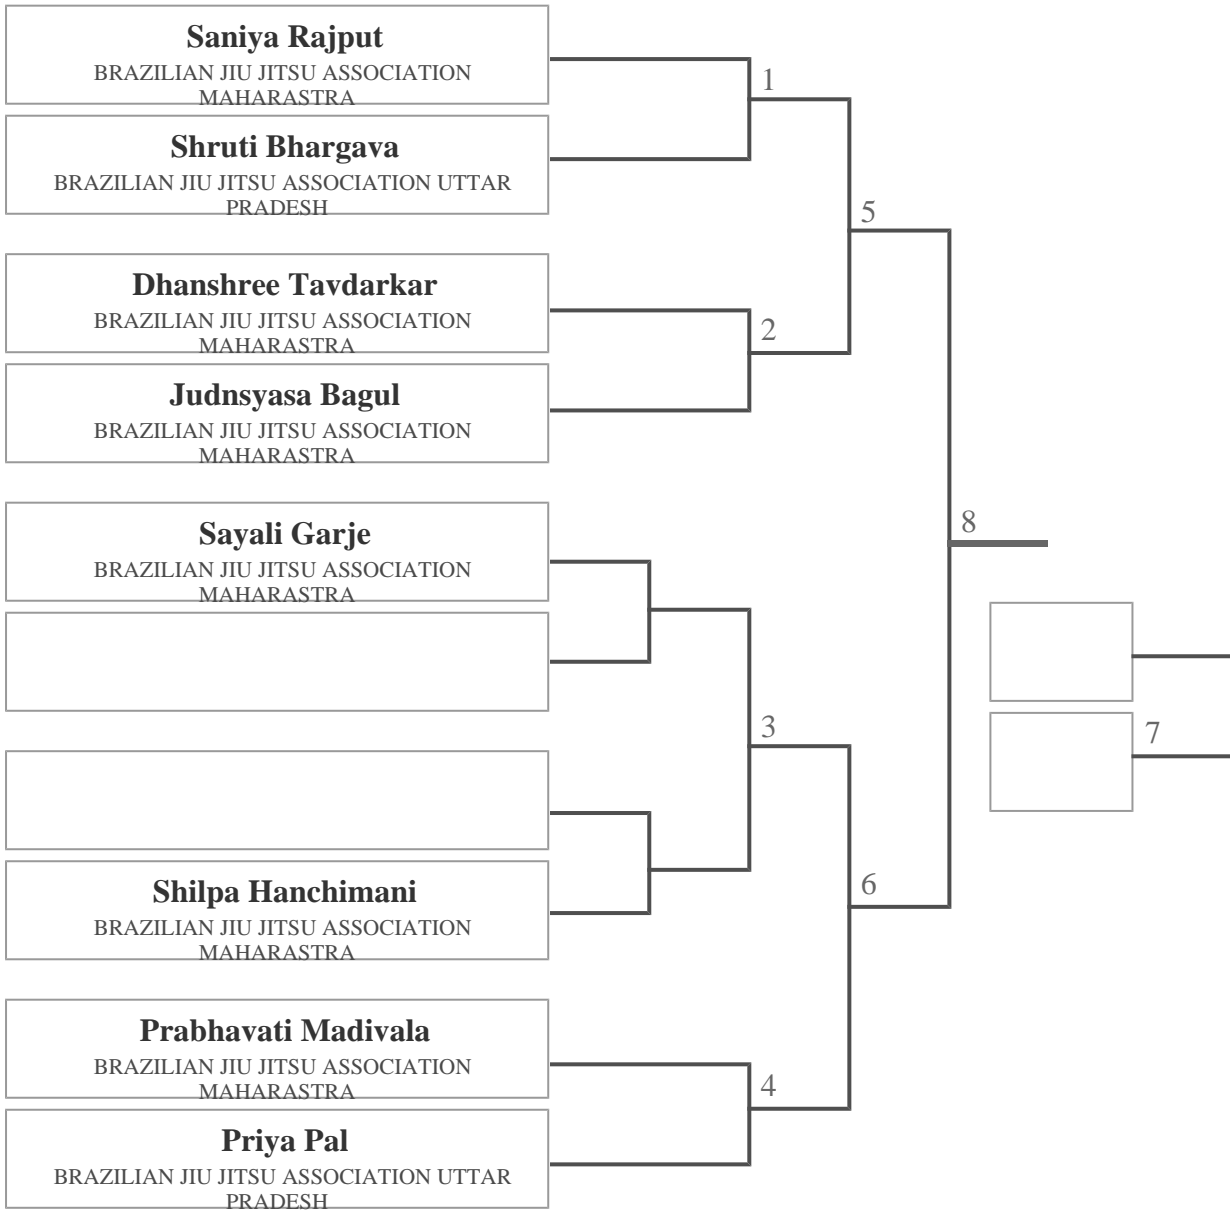 Saniya Rajput
BRAZILIAN JIU JITSU ASSOCIATION
MAHARASTRA
1
Shruti Bhargava
BRAZILIAN JIU JITSU ASSOCIATION UTTAR
PRADESH
5
Dhanshree Tavdarkar
BRAZILIAN JIU JITSU ASSOCIATION
MAHARASTRA
2
Judnsyasa Bagul
BRAZILIAN JIU JITSU ASSOCIATION
MAHARASTRA
Sayali Garje
BRAZILIAN JIU JITSU ASSOCIATION
MAHARASTRA
8
3
7
Shilpa Hanchimani
BRAZILIAN JIU JITSU ASSOCIATION
MAHARASTRA
6
Prabhavati Madivala
BRAZILIAN JIU JITSU ASSOCIATION
MAHARASTRA
4
Priya Pal
BRAZILIAN JIU JITSU ASSOCIATION UTTAR
PRADESH